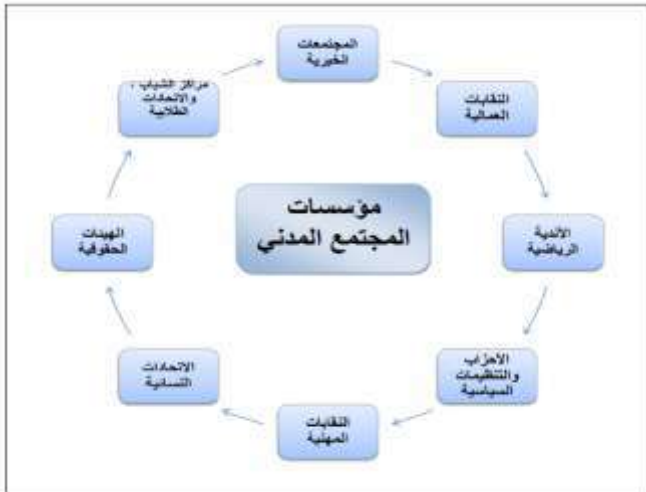 المجتمعات
الخيرية
النقابات
العمالية
الأندية
الرياضية
الأحزاب
والتنظيمات
السياسية
النقابات
المهنية
الاتحادات
النسائية
الهيئات
الحقوقية
مراكز الشباب ،
والاتحادات
الطلابية
مؤسسات
المجتمع المدني